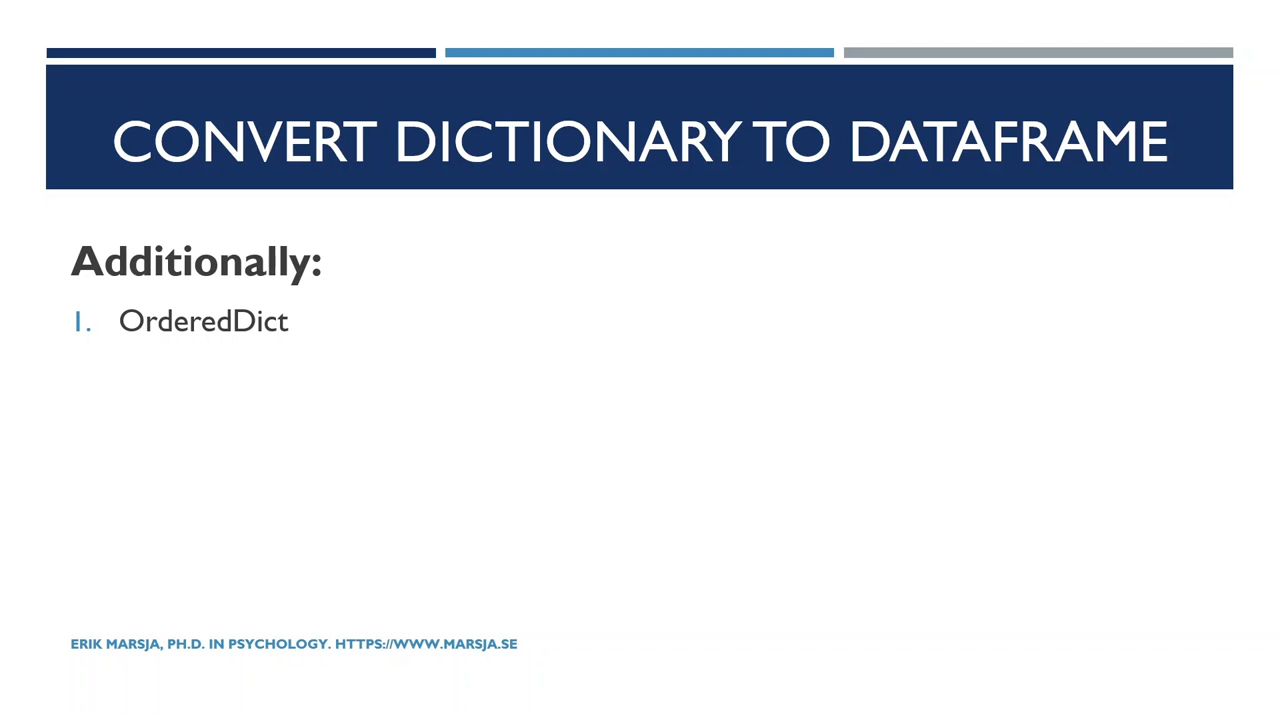 CONVERT DICTIONARY TO DATAFRAME
Additionally:
1. OrderedDict
ERIK MARSJA, PH.D. IN PSYCHOLOGY. HTTPS://WWW.MARSJA.SE